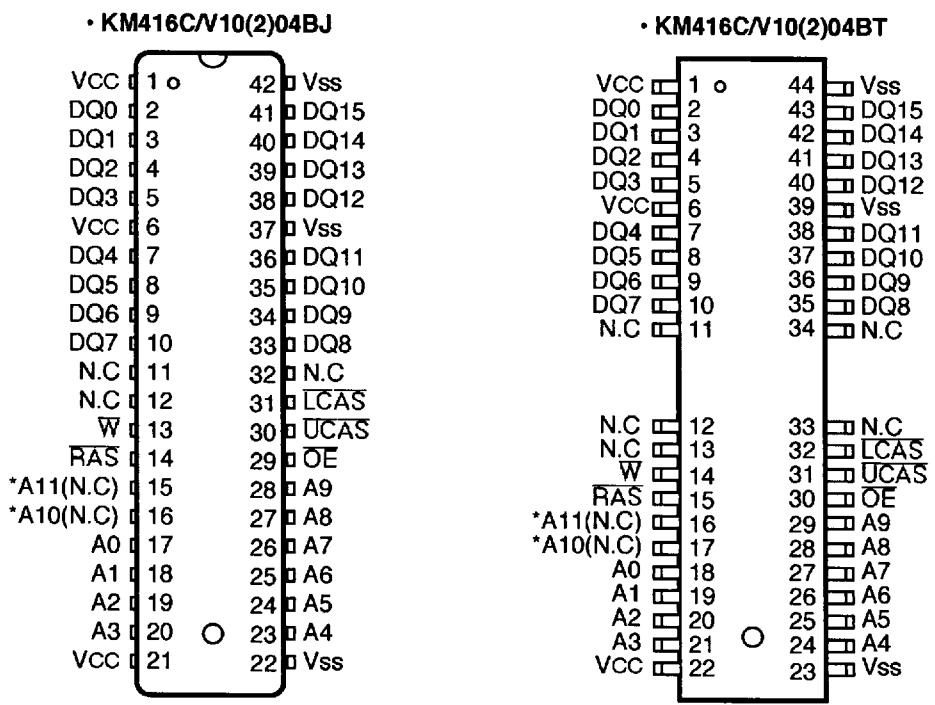 • KM416C/V10(2)04BJ
VCC 1 42 Vss
DQ0 2 41 DQ15
DQ1 3 40 DQ14
DQ2 4 39 DQ13
DQ3 5 38 DQ12
VCC 6 37 Vss
DQ4 7 36 DQ11
DQ5 8 35 DQ10
DQ6 9 34 DQ9
DQ7 10 33 DQ8
N.C 11 32 N.C
N.C 12 31 L̅C̅A̅S̅
W̅ 13 30 U̅C̅A̅S̅
R̅A̅S̅ 14 29 O̅E̅
*A11(N.C) 15 28 A9
*A10(N.C) 16 27 A8
A0 17 26 A7
A1 18 25 A6
A2 19 24 A5
A3 20 23 A4
VCC 21 22 Vss
• KM416C/V10(2)04BT
VCC 1 44 Vss
DQ0 2 43 DQ15
DQ1 3 42 DQ14
DQ2 4 41 DQ13
DQ3 5 40 DQ12
VCC 6 39 Vss
DQ4 7 38 DQ11
DQ5 8 37 DQ10
DQ6 9 36 DQ9
DQ7 10 35 DQ8
N.C 11 34 N.C
N.C 12 33 N.C
N.C 13 32 L̅C̅A̅S̅
W̅ 14 31 U̅C̅A̅S̅
R̅A̅S̅ 15 30 O̅E̅
*A11(N.C) 16 29 A9
*A10(N.C) 17 28 A8
A0 18 27 A7
A1 19 26 A6
A2 20 25 A5
A3 21 24 A4
VCC 22 23 Vss